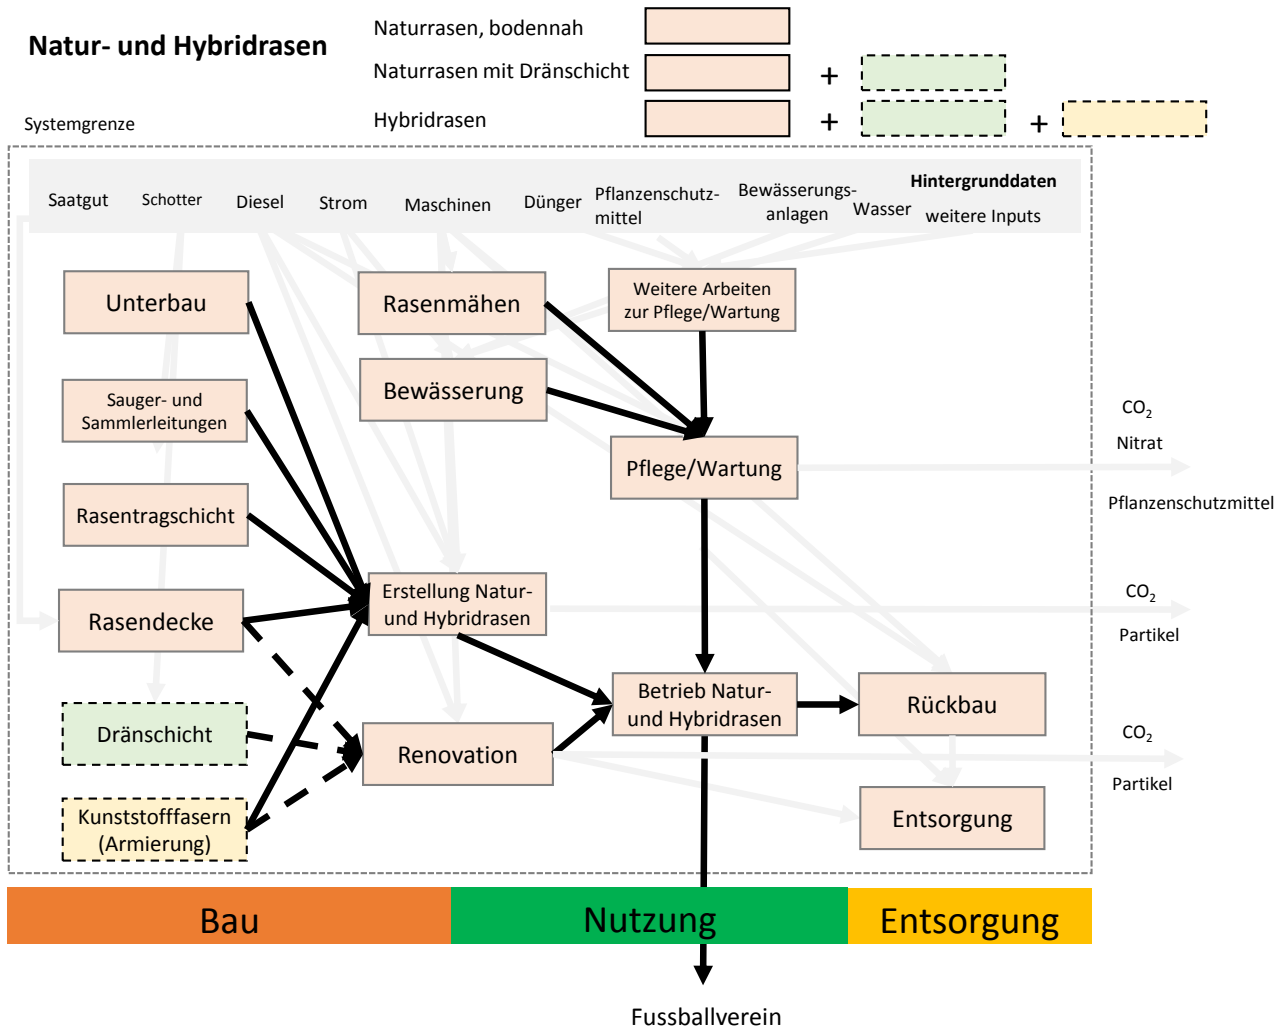 Natur- und Hybridrasen
Naturrasen, bodennah
Naturrasen mit Dränschicht
+
Hybridrasen
+
+
Systemgrenze
Saatgut
Schotter
Diesel
Strom
Maschinen
Dünger
Pflanzenschutz-
mittel
Bewässerungs-
anlagen
Wasser
Hintergrunddaten
weitere Inputs
Unterbau
Rasenmähen
Weitere Arbeiten
zur Pflege/Wartung
Sauger- und
Sammlerleitungen
Bewässerung
CO2
Nitrat
Pflege/Wartung
Pflanzenschutzmittel
Rasentragschicht
Rasendecke
Erstellung Natur-
und Hybridrasen
CO2
Partikel
Dränschicht
Renovation
Betrieb Natur-
und Hybridrasen
Rückbau
CO2
Partikel
Kunststofffasern
(Armierung)
Entsorgung
Bau
Nutzung
Entsorgung
Fussballverein